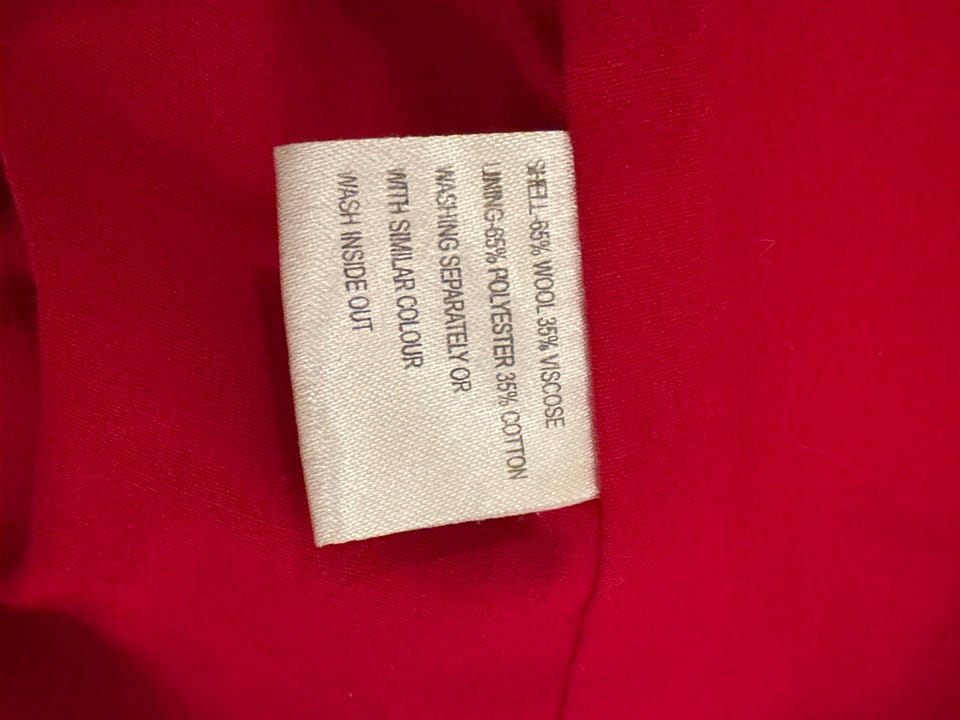 SHELL-65% WOOL 35% VISCOSE
LINING-65% POLYESTER 35% COTTON
WASHING SEPARATELY OR
WITH SIMILAR COLOUR
WASH INSIDE OUT